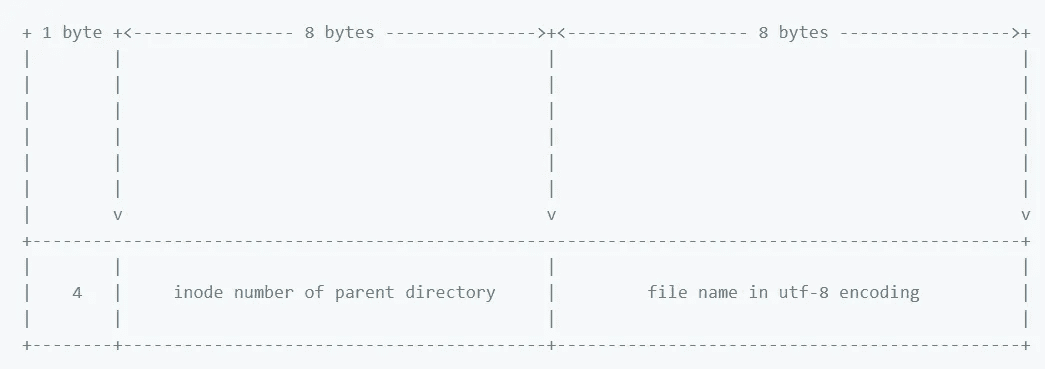 + 1 byte +<---------------- 8 bytes --------------->+<----------------- 8 bytes ----------------->+
|        |                                          |                                              |
|        |                                          |                                              |
|        |                                          |                                              |
|        |                                          |                                              |
|        |                                          |                                              |
|        |                                          |                                              |
|        v                                          v                                              v
+--------------------------------------------------------------------------------------------------+
|        |                                          |                                              |
|    4   |     inode number of parent directory     |         file name in utf-8 encoding          |
|        |                                          |                                              |
+--------+------------------------------------------+----------------------------------------------+